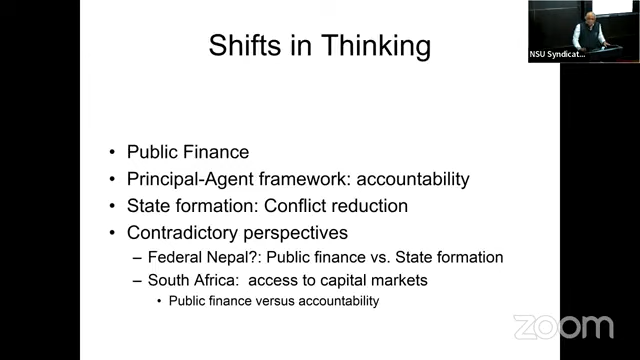 Shifts in Thinking
NSU Syndicat...
• Public Finance
• Principal-Agent framework: accountability
• State formation: Conflict reduction
• Contradictory perspectives
– Federal Nepal?: Public finance vs. State formation
– South Africa: access to capital markets
• Public finance versus accountability
zoom